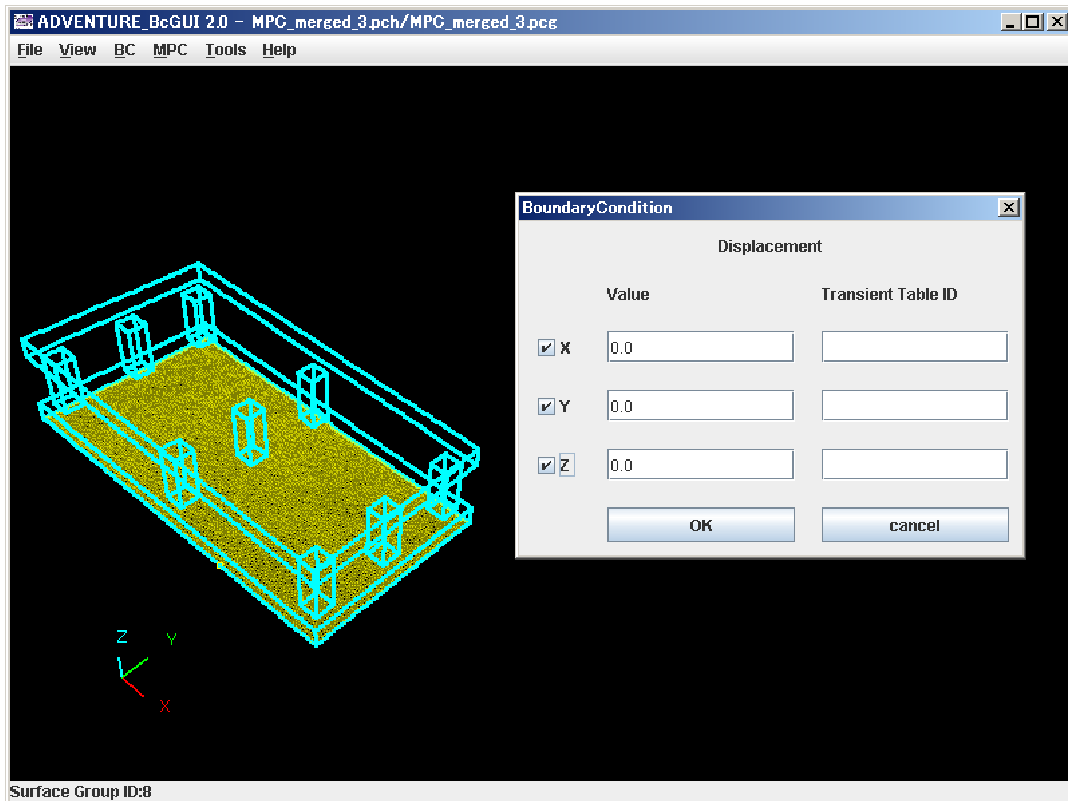 ADVENTURE_BcGUI 2.0 - MPC_merged_3.pch/MPC_merged_3.pcg
File View BC MPC Tools Help
BoundaryCondition
Displacement
Value Transient Table ID
X 0.0
Y 0.0
Z 0.0
OK cancel
Z Y
X
Surface Group ID:8